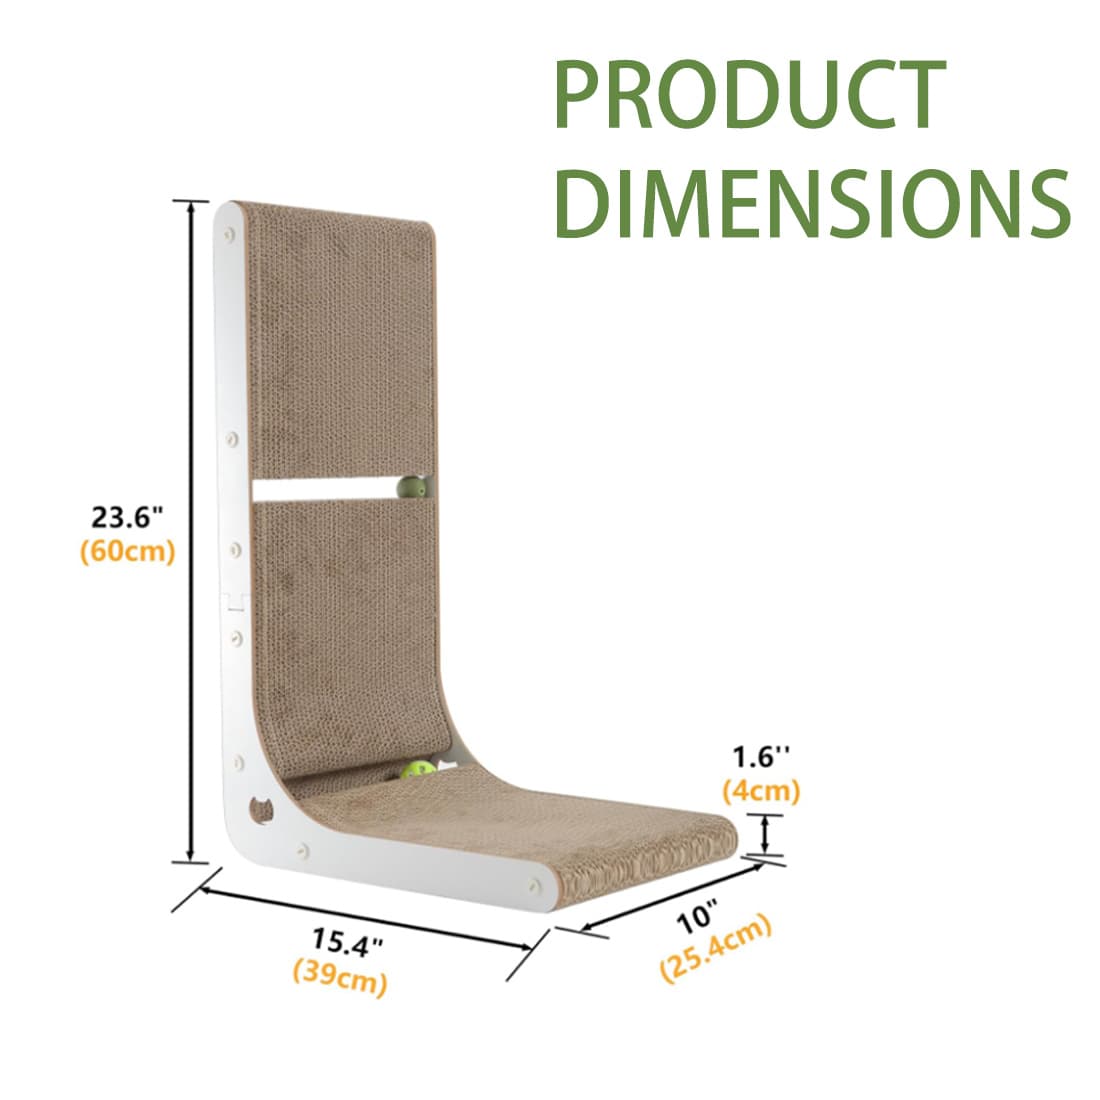 PRODUCT
DIMENSIONS
23.6"
(60cm)
1.6''
(4cm)
15.4"
(39cm)
10"
(25.4cm)